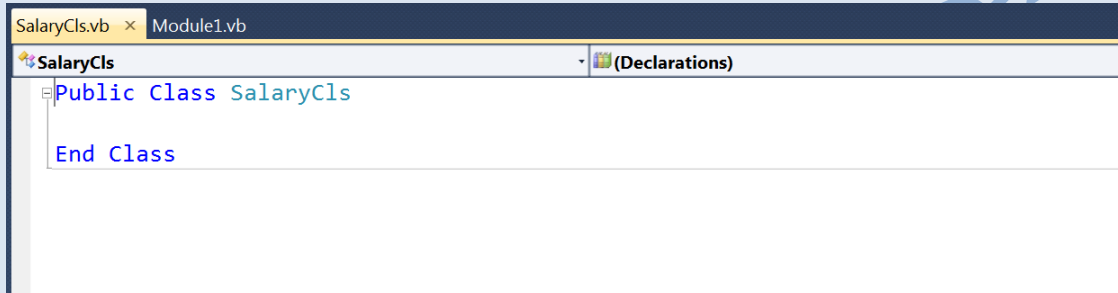 SalaryCls.vb × Module1.vb
SalaryCls (Declarations)
Public Class SalaryCls
End Class